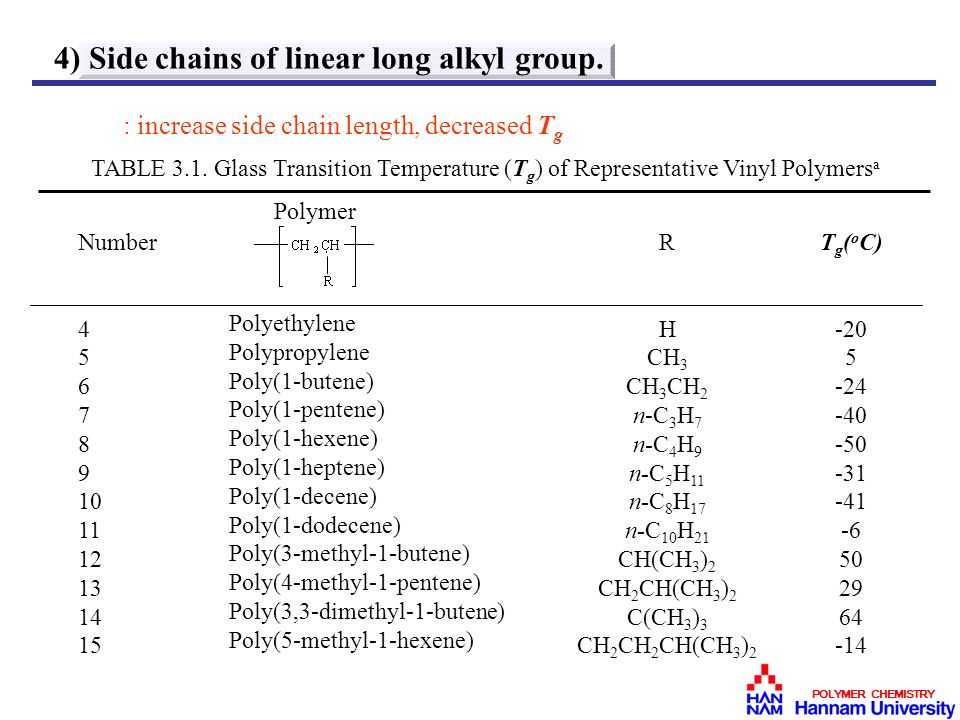 4) Side chains of linear long alkyl group.
: increase side chain length, decreased Tg
TABLE 3.1. Glass Transition Temperature (Tg) of Representative Vinyl Polymersᵃ
Polymer
Number R Tg(ᵒC)
CH₂CH
R
4 Polyethylene H -20
5 Polypropylene CH₃ 5
6 Poly(1-butene) CH₃CH₂ -24
7 Poly(1-pentene) n-C₃H₇ -40
8 Poly(1-hexene) n-C₄H₉ -50
9 Poly(1-heptene) n-C₅H₁₁ -31
10 Poly(1-decene) n-C₈H₁₇ -41
11 Poly(1-dodecene) n-C₁₀H₂₁ -6
12 Poly(3-methyl-1-butene) CH(CH₃)₂ 50
13 Poly(4-methyl-1-pentene) CH₂CH(CH₃)₂ 29
14 Poly(3,3-dimethyl-1-butene) C(CH₃)₃ 64
15 Poly(5-methyl-1-hexene) CH₂CH₂CH(CH₃)₂ -14
HAN
NAM
POLYMER CHEMISTRY
Hannam University